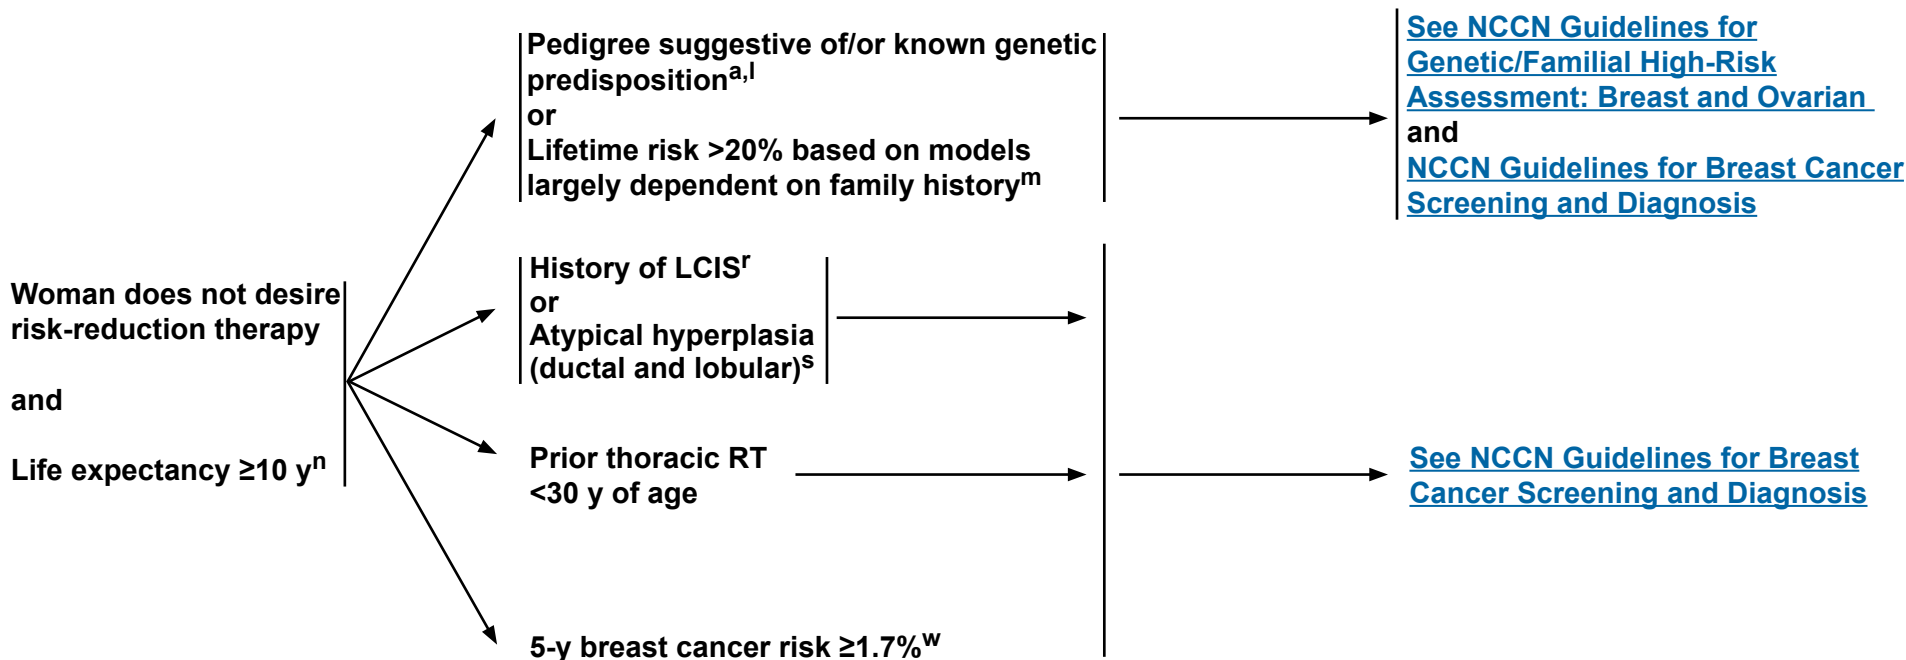 Woman does not desire
risk-reduction therapy
and
Life expectancy ≥10 yⁿ
Pedigree suggestive of/or known genetic
predispositionᵃ,ˡ
or
Lifetime risk >20% based on models
largely dependent on family historyᵐ
See NCCN Guidelines for
Genetic/Familial High-Risk
Assessment: Breast and Ovarian
and
NCCN Guidelines for Breast Cancer
Screening and Diagnosis
History of LCISʳ
or
Atypical hyperplasia
(ductal and lobular)ˢ
Prior thoracic RT
<30 y of age
5-y breast cancer risk ≥1.7%ʷ
See NCCN Guidelines for Breast
Cancer Screening and Diagnosis